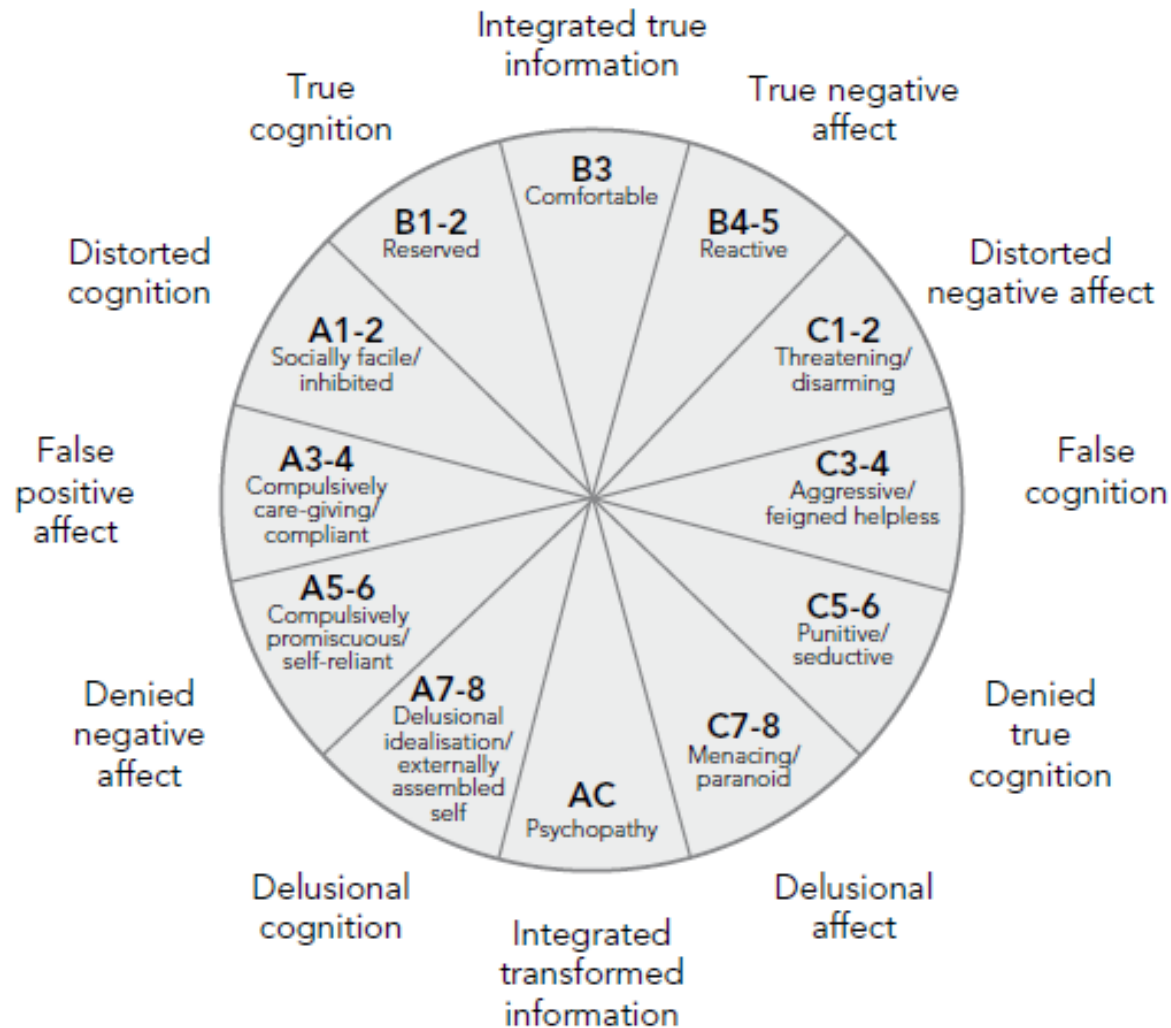 Integrated true
information
True
cognition
True negative
affect
B3
Comfortable
B1-2
Reserved
B4-5
Reactive
Distorted
cognition
Distorted
negative affect
A1-2
Socially facile/
inhibited
C1-2
Threatening/
disarming
False
positive
affect
A3-4
Compulsively
care-giving/
compliant
C3-4
Aggressive/
feigned helpless
False
cognition
A5-6
Compulsively
promiscuous/
self-reliant
C5-6
Punitive/
seductive
Denied
negative
affect
A7-8
Delusional
idealisation/
externally
assembled
self
C7-8
Menacing/
paranoid
Denied
true
cognition
AC
Psychopathy
Delusional
cognition
Integrated
transformed
information
Delusional
affect